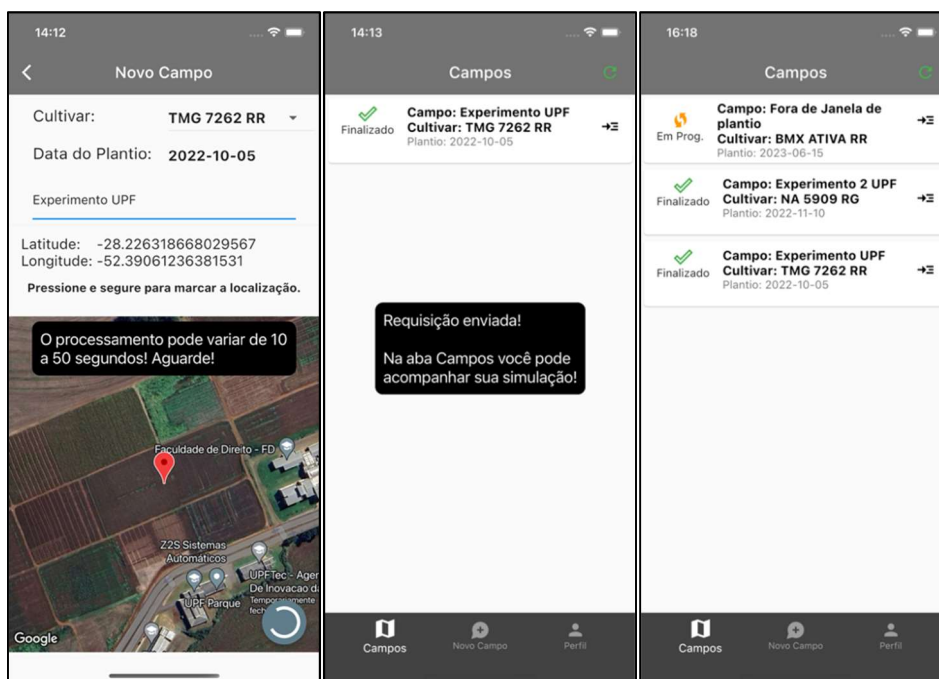 14:12
Novo Campo
Cultivar: TMG 7262 RR
Data do Plantio: 2022-10-05
Experimento UPF
Latitude: -28.226318668029567
Longitude: -52.39061236381531
Pressione e segure para marcar a localização.
O processamento pode variar de 10
a 50 segundos! Aguarde!
Faculdade de Direito - FD
Z2S Sistemas
Automáticos
UPFTec - Agen
De Inovacao da
Temporariamente
fech
UPF Parque
Google
14:13
Campos
Campo: Experimento UPF
Finalizado
Cultivar: TMG 7262 RR
Plantio: 2022-10-05
Requisição enviada!
Na aba Campos você pode
acompanhar sua simulação!
Campos
Novo Campo
Perfil
16:18
Campos
Campo: Fora de Janela de
plantio
Em Prog.
Cultivar: BMX ATIVA RR
Plantio: 2023-06-15
Campo: Experimento 2 UPF
Finalizado
Cultivar: NA 5909 RG
Plantio: 2022-11-10
Campo: Experimento UPF
Finalizado
Cultivar: TMG 7262 RR
Plantio: 2022-10-05
Campos
Novo Campo
Perfil